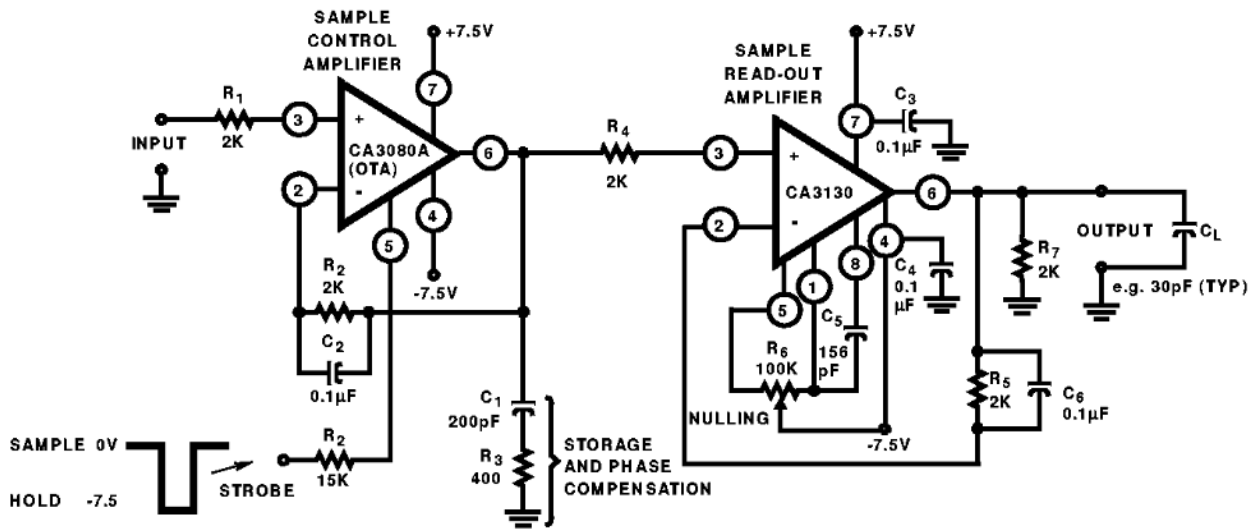 SAMPLE
CONTROL
AMPLIFIER
+7.5V
7
R1
2K
INPUT
3
+
CA3080A
(OTA)
2
-
6
4
5
-7.5V
R2
2K
C2
0.1μF
R4
2K
SAMPLE
READ-OUT
AMPLIFIER
+7.5V
7
C3
0.1μF
3
+
CA3130
2
-
6
4
8
1
5
C4
0.1
μF
C5
156
pF
R6
100K
NULLING
-7.5V
R7
2K
OUTPUT
CL
e.g. 30pF (TYP)
R5
2K
C6
0.1μF
C1
200pF
R3
400
STORAGE
AND PHASE
COMPENSATION
SAMPLE 0V
HOLD -7.5
STROBE
R2
15K